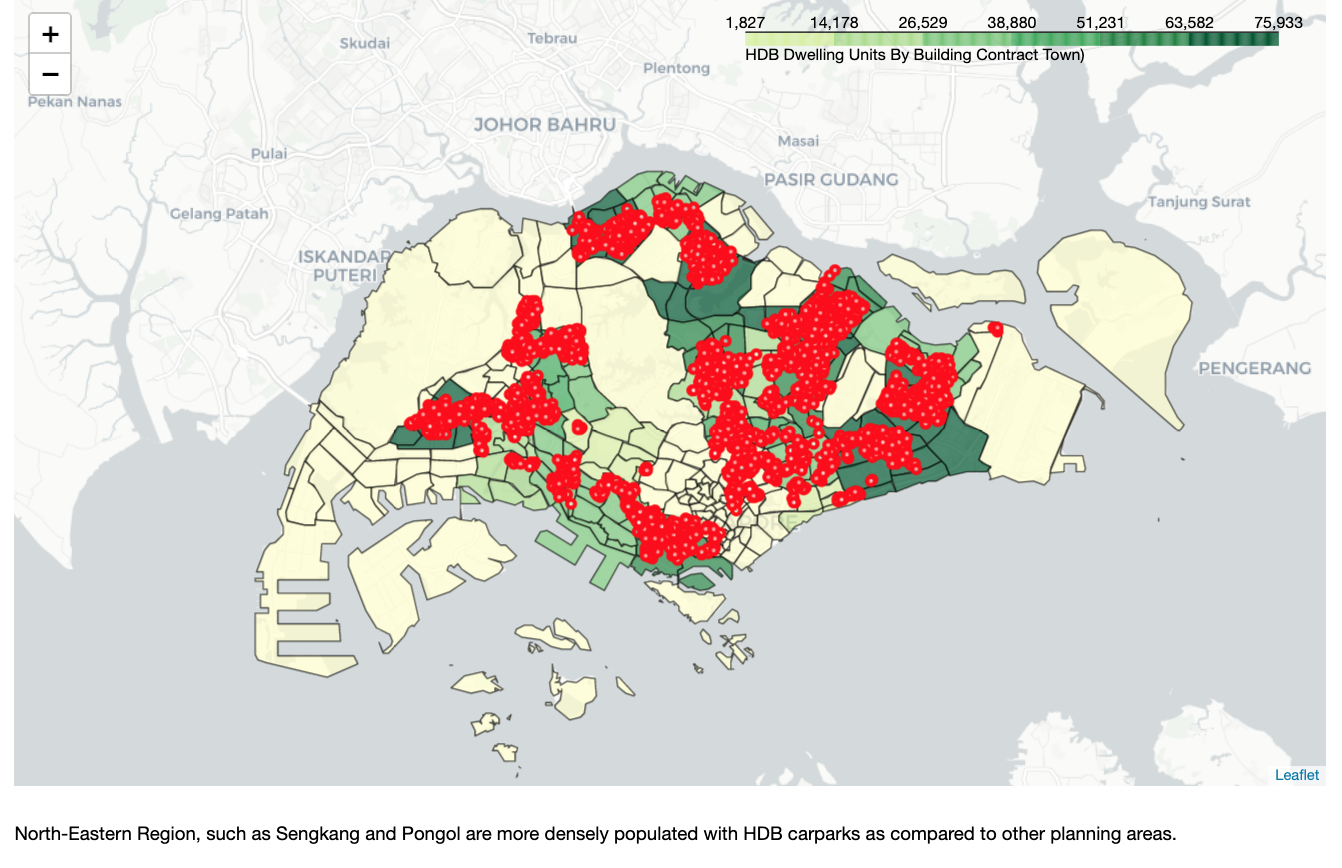 +
−
1,827 14,178 26,529 38,880 51,231 63,582 75,933
HDB Dwelling Units By Building Contract Town)
Skudai
Tebrau
Plentong
Pekan Nanas
JOHOR BAHRU
Masai
Pulai
PASIR GUDANG
Gelang Patah
Tanjung Surat
ISKANDAR
PUTERI
PENGERANG
Leaflet
North-Eastern Region, such as Sengkang and Pongol are more densely populated with HDB carparks as compared to other planning areas.